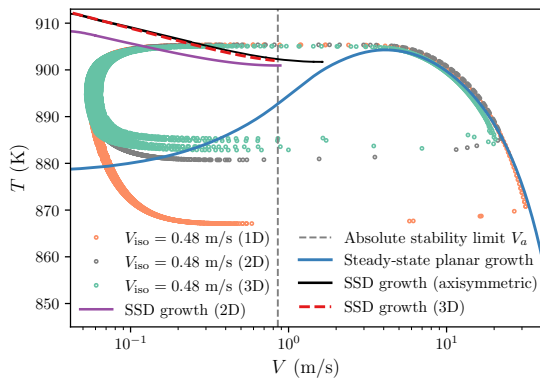 910
900
890
880
870
860
850
T (K)
V_iso = 0.48 m/s (1D)
V_iso = 0.48 m/s (2D)
V_iso = 0.48 m/s (3D)
SSD growth (2D)
Absolute stability limit V_a
Steady-state planar growth
SSD growth (axisymmetric)
SSD growth (3D)
10^−1
10^0
10^1
V (m/s)